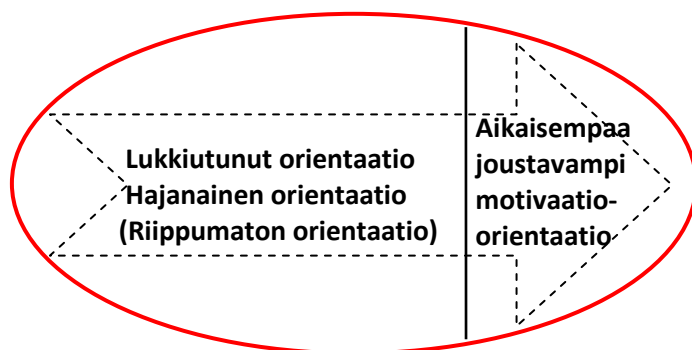 Lukkiutunut orientaatio
Hajanainen orientaatio
(Riippumaton orientaatio)
Aikaisempaa
joustavampi
motivaatio-
orientaatio